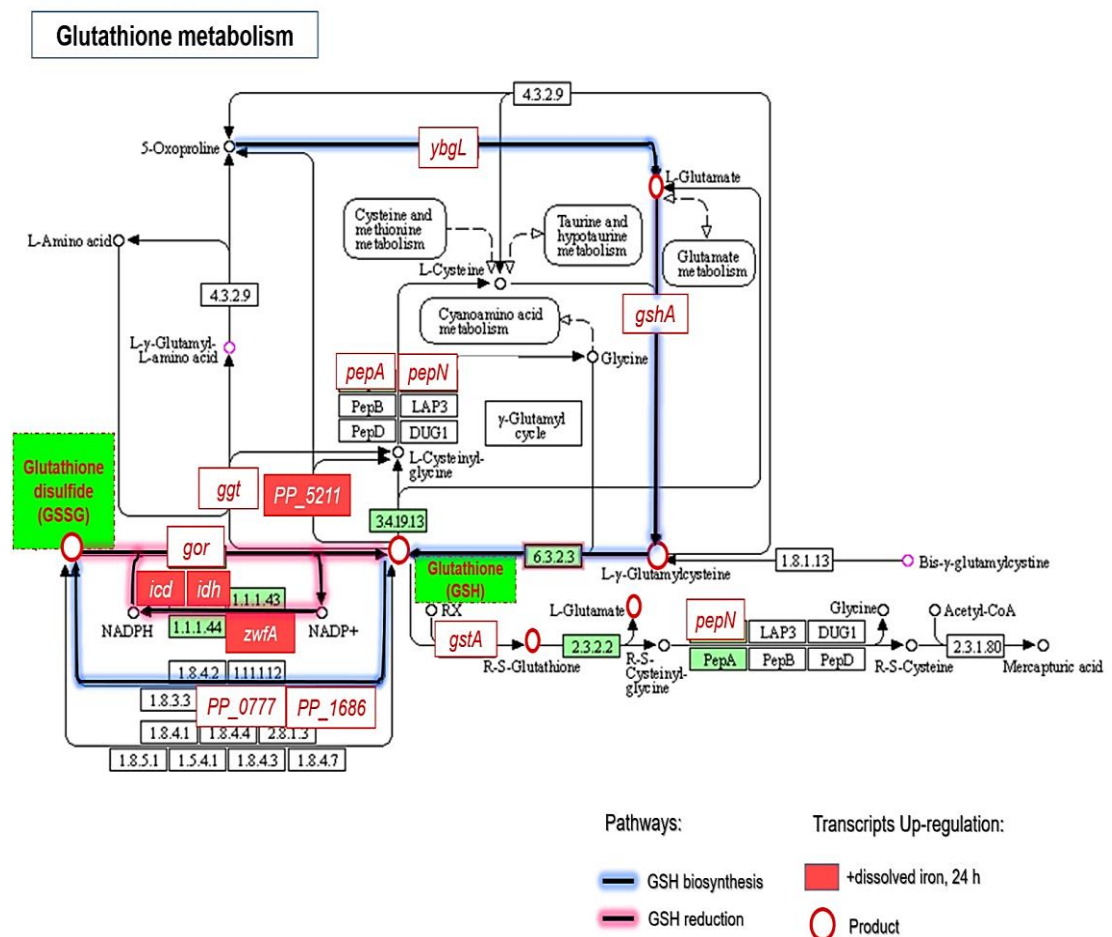 Glutathione metabolism
4.3.2.9
5-Oxoproline
ybgL
L-Glutamate
Cysteine and
methionine
metabolism
Taurine and
hypotaurine
metabolism
Glutamate
metabolism
L-Amino acid
L-Cysteine
4.3.2.9
Cyanoamino acid
metabolism
gshA
L-γ-Glutamyl-
L-amino acid
Glycine
pepA
pepN
PepB
LAP3
PepD
DUG1
γ-Glutamyl
cycle
Glutathione
disulfide
(GSSG)
L-Cysteinyl-
glycine
ggt
PP_5211
3.4.19.13
gor
6.3.2.3
L-γ-Glutamylcysteine
1.8.1.13
Bis-γ-glutamylcystine
Glutathione
(GSH)
icd
idh
1.1.1.43
NADPH
1.1.1.44
zwfA
NADP+
RX
gstA
R-S-Glutathione
L-Glutamate
2.3.2.2
R-S-
Cysteinyl-
glycine
pepN
LAP3
DUG1
PepA
PepB
PepD
Glycine
R-S-Cysteine
Acetyl-CoA
2.3.1.80
Mercapturic acid
1.8.4.2
1.11.1.12
1.8.3.3
PP_0777
PP_1686
1.8.4.1
1.8.4.4
2.8.1.3
1.8.5.1
1.5.4.1
1.8.4.3
1.8.4.7
Pathways:
Transcripts Up-regulation:
GSH biosynthesis
+dissolved iron, 24 h
GSH reduction
Product